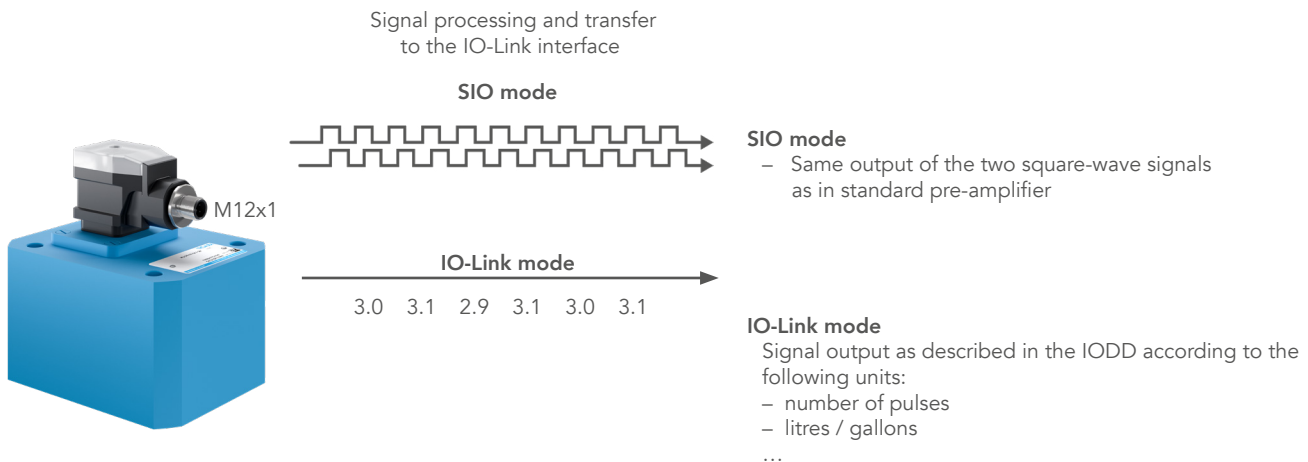 Signal processing and transfer
to the IO-Link interface
SIO mode
SIO mode
– Same output of the two square-wave signals
as in standard pre-amplifier
M12x1
IO-Link mode
3.0 3.1 2.9 3.1 3.0 3.1
IO-Link mode
Signal output as described in the IODD according to the
following units:
– number of pulses
– litres / gallons
…